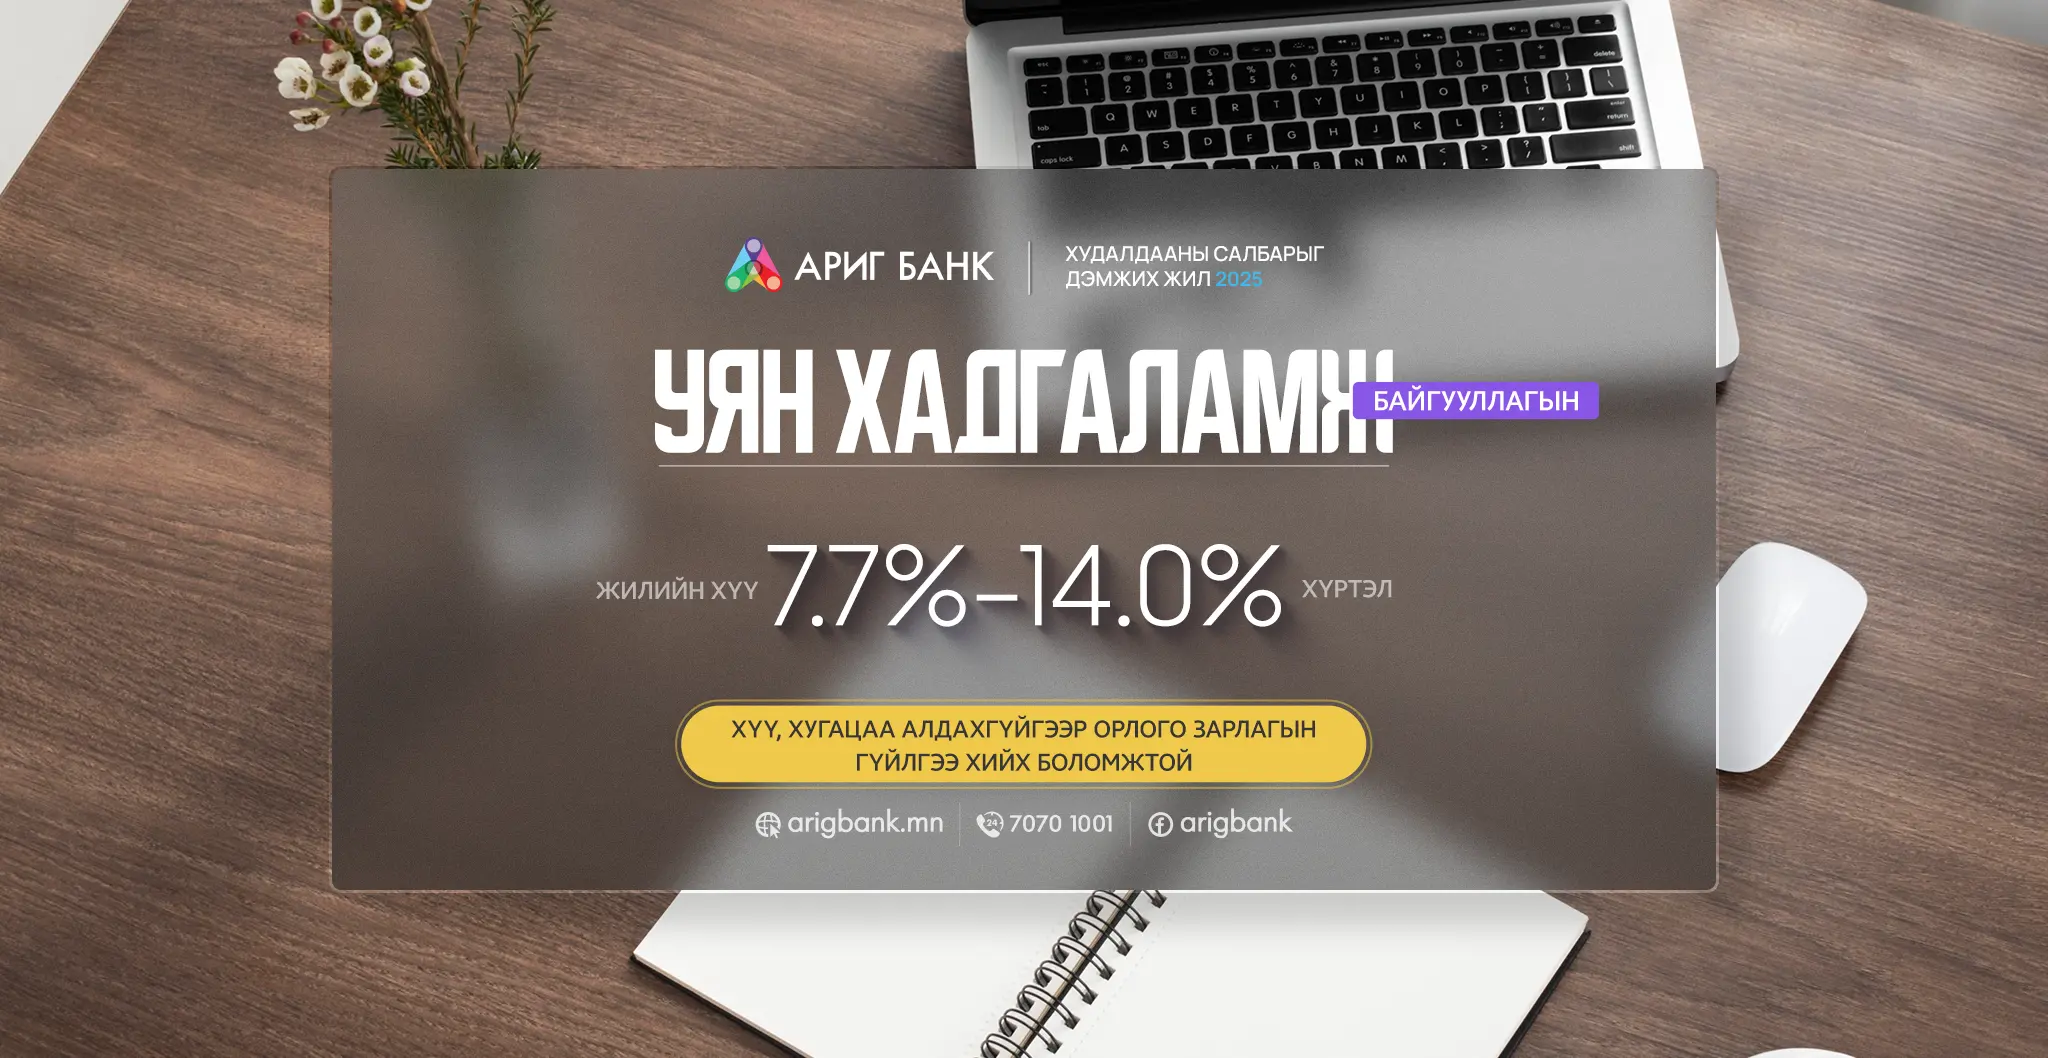 АРИГ БАНК
ХУДАЛДААНЫ САЛБАРЫГ
ДЭМЖИХ ЖИЛ 2025
УЯН ХАДГАЛАМЖ
БАЙГУУЛЛАГЫН
ЖИЛИЙН ХҮҮ 7.7%-14.0% ХҮРТЭЛ
ХҮҮ, ХУГАЦАА АЛДАХГҮЙГЭЭР ОРЛОГО ЗАРЛАГЫН
ГҮЙЛГЭЭ ХИЙХ БОЛОМЖТОЙ
arigbank.mn
7070 1001
arigbank